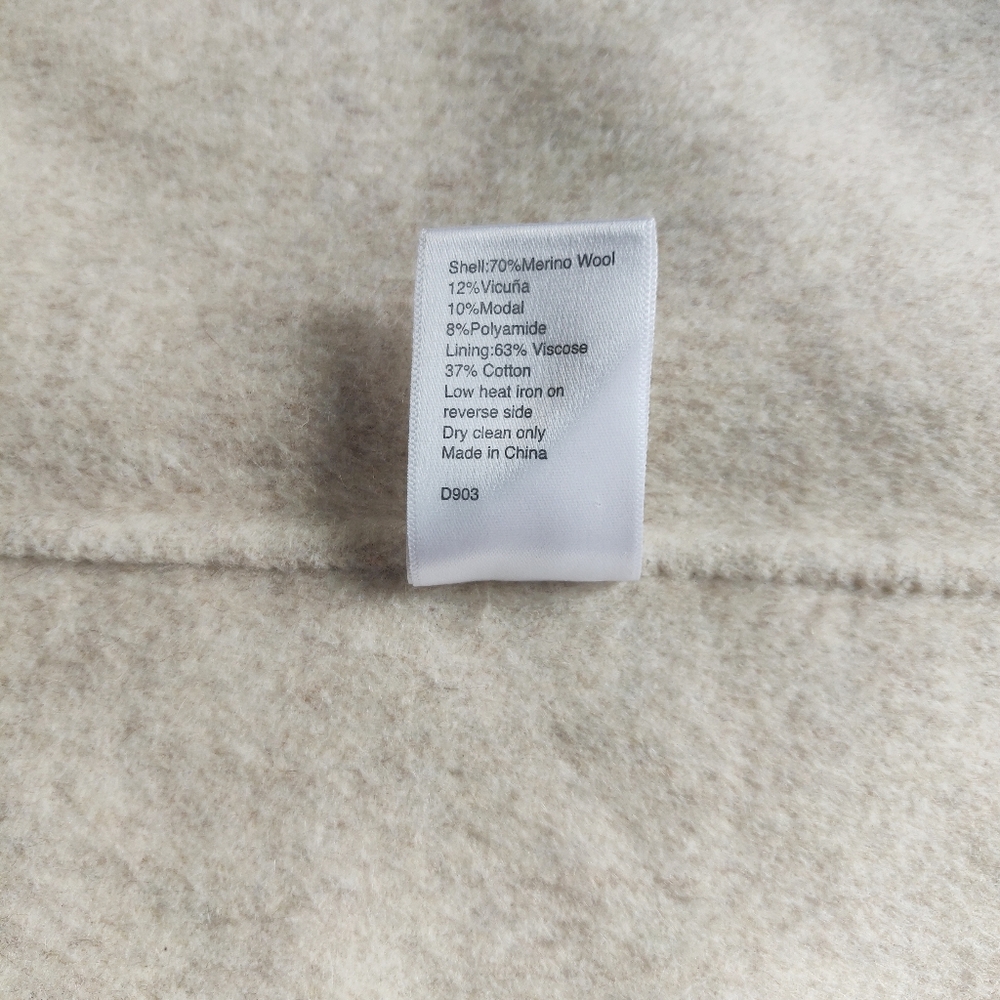 Shell:70%Merino Wool
12%Vicuña
10%Modal
8%Polyamide
Lining:63% Viscose
37% Cotton
Low heat iron on
reverse side
Dry clean only
Made in China
D903